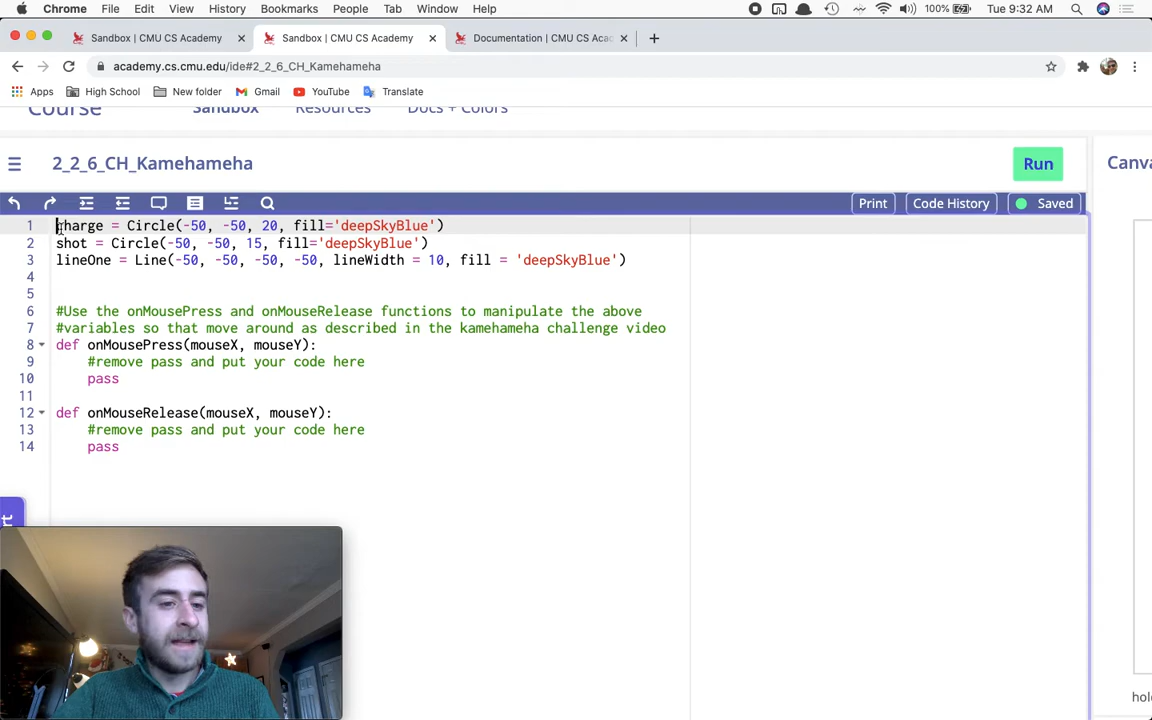 Chrome File Edit View History Bookmarks People Tab Window Help 100% Tue 9:32 AM
Sandbox | CMU CS Academy Sandbox | CMU CS Academy Documentation | CMU CS Aca
academy.cs.cmu.edu/ide#2_2_6_CH_Kamehameha
Apps High School New folder Gmail YouTube Translate
Course Sandbox Resources Docs + Colors
2_2_6_CH_Kamehameha Run Canva
Print Code History Saved
1 charge = Circle(-50, -50, 20, fill='deepSkyBlue')
2 shot = Circle(-50, -50, 15, fill='deepSkyBlue')
3 lineOne = Line(-50, -50, -50, -50, lineWidth = 10, fill = 'deepSkyBlue')
4
5
6 #Use the onMousePress and onMouseRelease functions to manipulate the above
7 #variables so that move around as described in the kamehameha challenge video
8 def onMousePress(mouseX, mouseY):
9 #remove pass and put your code here
10 pass
11
12 def onMouseRelease(mouseX, mouseY):
13 #remove pass and put your code here
14 pass
hol